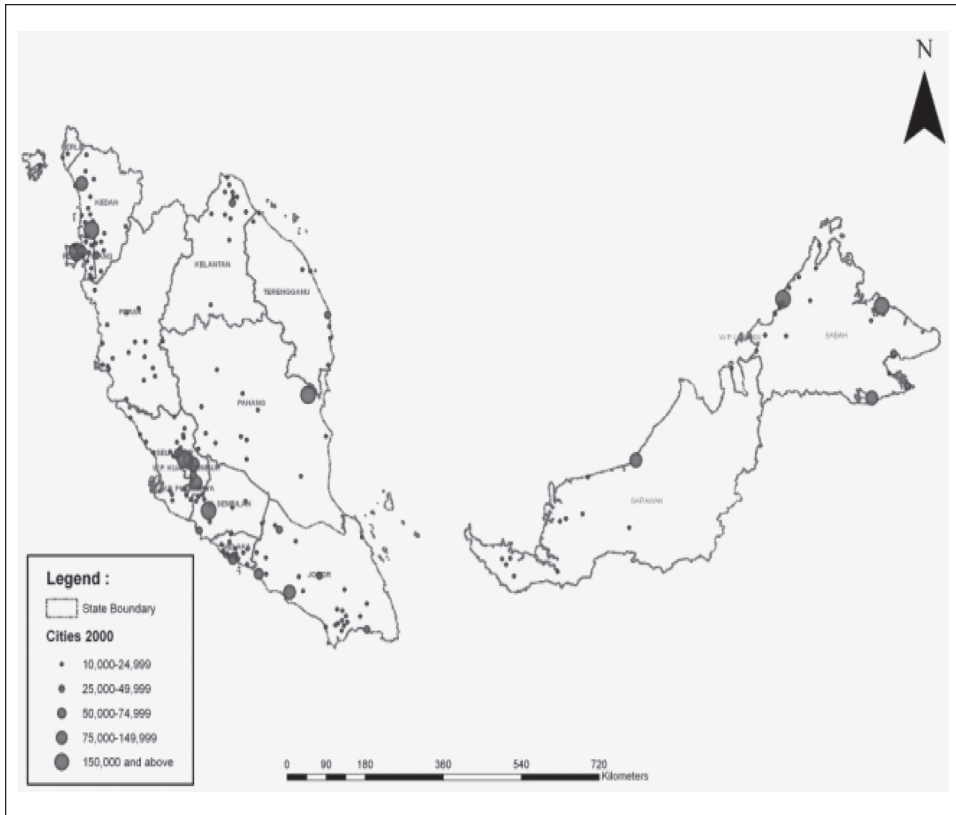 N
KEDAH
KELANTAN
TERENGGANU
PERAK
PAHANG
SABAH
SARAWAK
JOHOR
Legend :
State Boundary
Cities 2000
10,000-24,999
25,000-49,999
50,000-74,999
75,000-149,999
150,000 and above
0 90 180 360 540 720
Kilometers